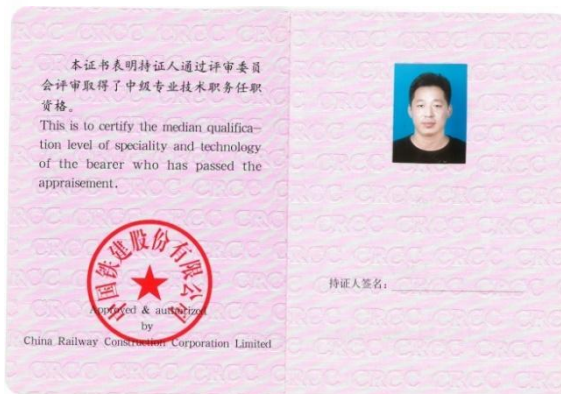 本证书表明持证人通过评审委员
会评审取得了中级专业技术职务任职
资格。
This is to certify the median qualifica-
tion level of speciality and technology
of the bearer who has passed the
appraisement.
中国铁建股份有限公司
Approved & authorized
by
China Railway Construction Corporation Limited
持证人签名：
CRCC